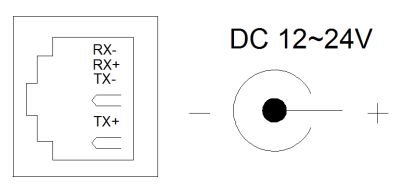 RX-
RX+
TX-
TX+
DC 12~24V
— +